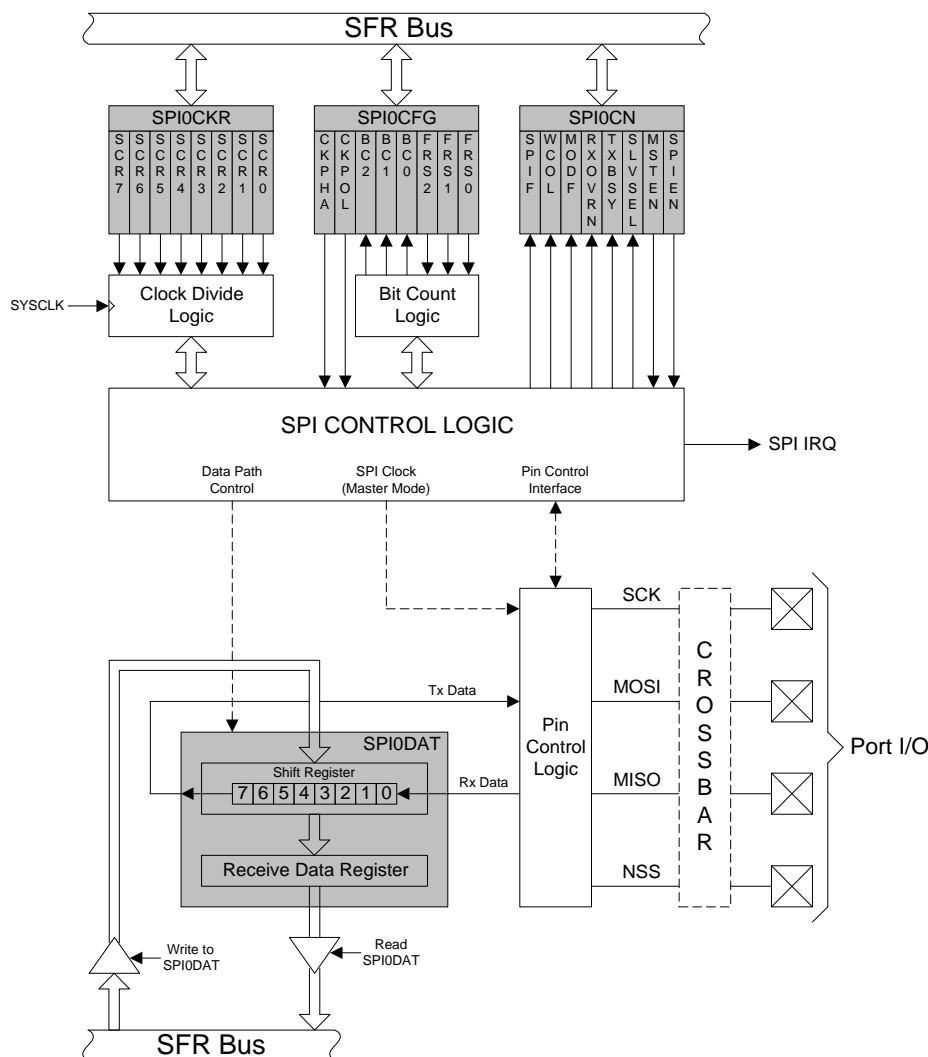 SFR Bus
SPI0CKR
SCR7
SCR6
SCR5
SCR4
SCR3
SCR2
SCR1
SCR0
SPI0CFG
CKPHA
CKPOL
BC2
BC1
BC0
FRS2
FRS1
FRS0
SPI0CN
SPIF
WCOL
MODF
RXOVRN
TXBSY
SLVSEL
MSTEN
SPIEN
SYSCLK
Clock Divide
Logic
Bit Count
Logic
SPI CONTROL LOGIC
SPI IRQ
Data Path
Control
SPI Clock
(Master Mode)
Pin Control
Interface
SCK
MOSI
MISO
NSS
Pin
Control
Logic
CROSSBAR
Port I/O
Tx Data
SPI0DAT
Shift Register
7 6 5 4 3 2 1 0
Rx Data
Receive Data Register
Write to
SPI0DAT
Read
SPI0DAT
SFR Bus